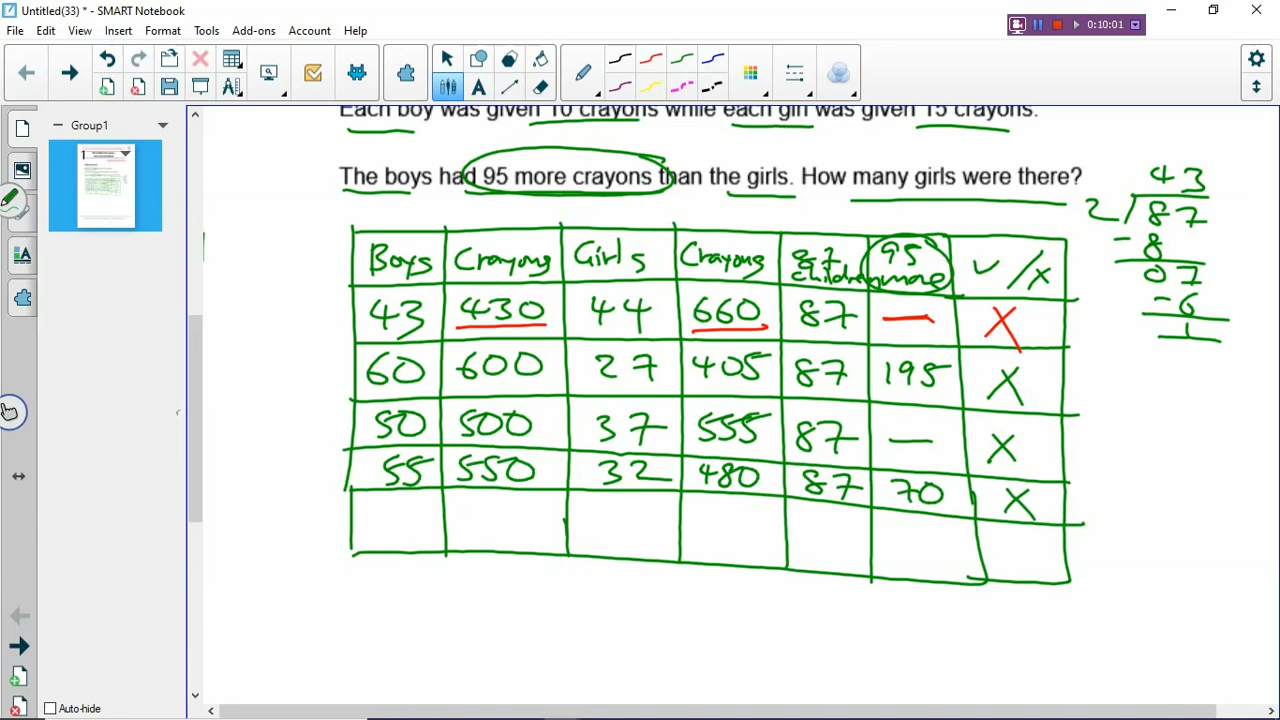 Untitled(33) * - SMART Notebook
0:10:01
File Edit View Insert Format Tools Add-ons Account Help
Group1
Each boy was given 10 crayons while each girl was given 15 crayons.
The boys had 95 more crayons than the girls. How many girls were there?
43
2 87
- 8
07
- 6
1
Boys Crayons Girls Crayons 87 children 95 more ✓/x
43 430 44 660 87 — X
60 600 27 405 87 195 X
50 500 37 555 87 — X
55 550 32 480 87 70 X
Auto-hide